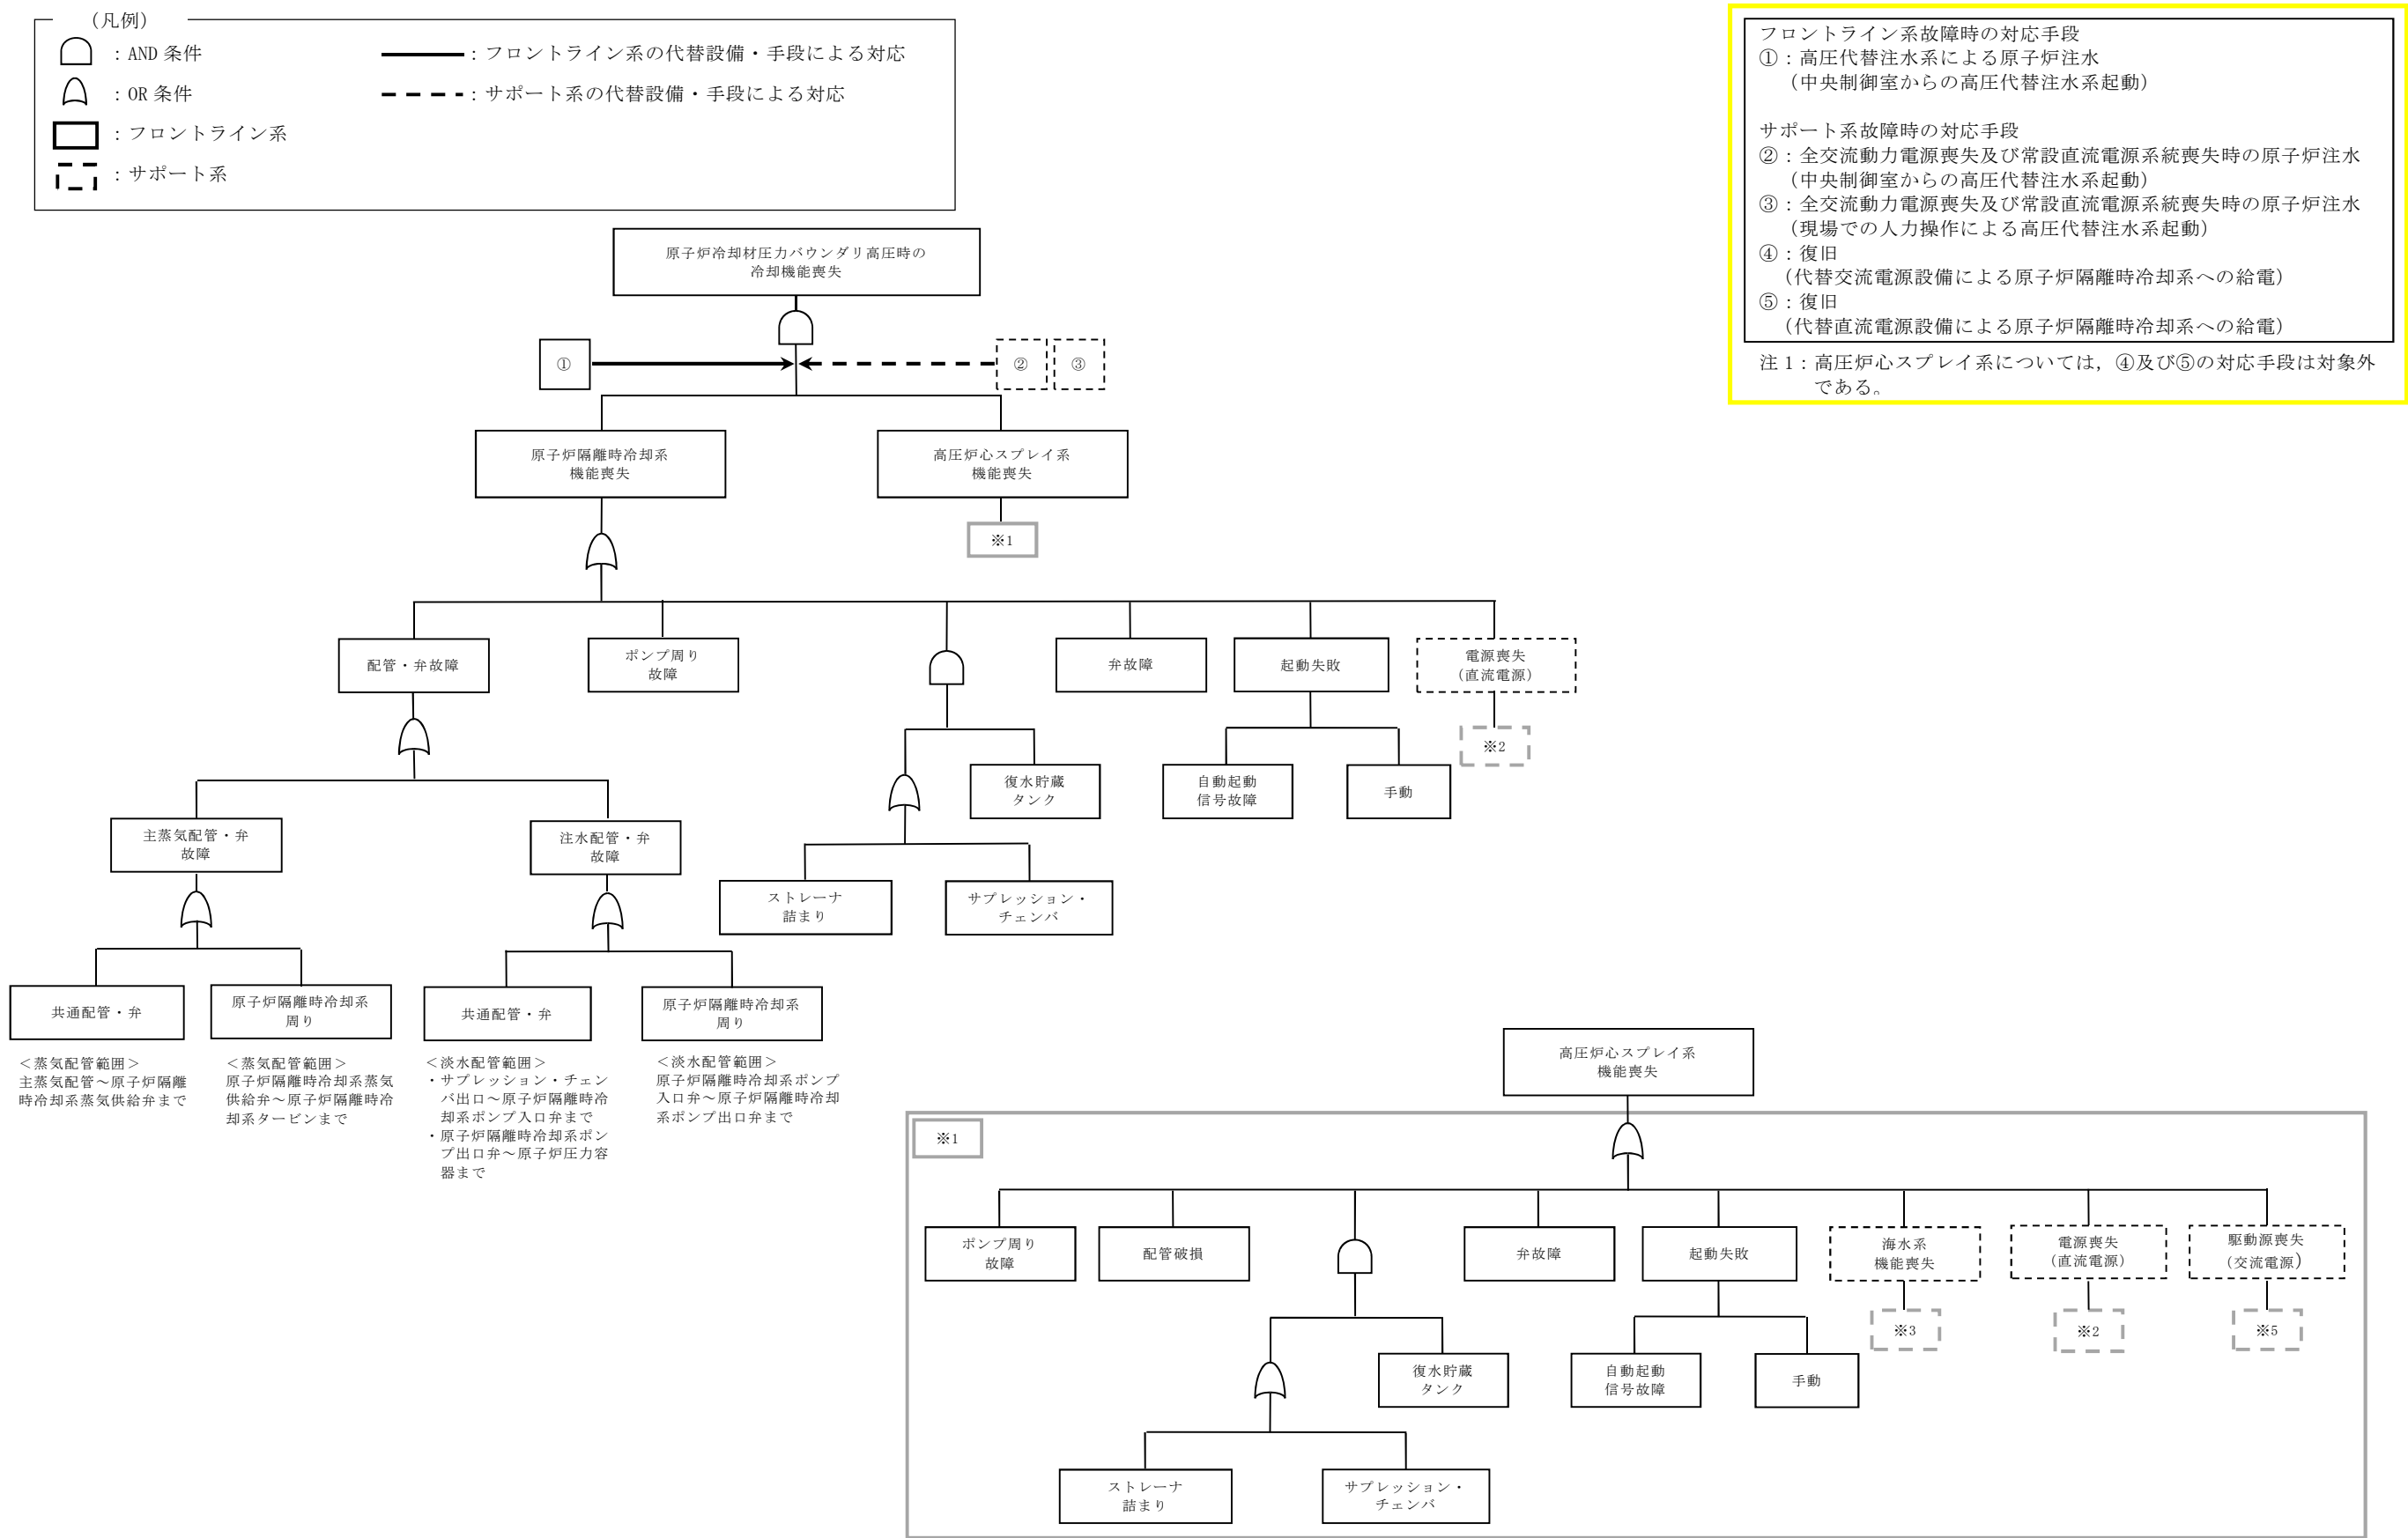 （凡例）
：AND 条件
：フロントライン系の代替設備・手段による対応
：OR 条件
：サポート系の代替設備・手段による対応
：フロントライン系
：サポート系
フロントライン系故障時の対応手段
①：高圧代替注水系による原子炉注水
（中央制御室からの高圧代替注水系起動）
サポート系故障時の対応手段
②：全交流動力電源喪失及び常設直流電源系統喪失時の原子炉注水
（中央制御室からの高圧代替注水系起動）
③：全交流動力電源喪失及び常設直流電源系統喪失時の原子炉注水
（現場での人力操作による高圧代替注水系起動）
④：復旧
（代替交流電源設備による原子炉隔離時冷却系への給電）
⑤：復旧
（代替直流電源設備による原子炉隔離時冷却系への給電）
注 1：高圧炉心スプレイ系については，④及び⑤の対応手段は対象外
である。
原子炉冷却材圧力バウンダリ高圧時の
冷却機能喪失
①
②
③
原子炉隔離時冷却系
機能喪失
高圧炉心スプレイ系
機能喪失
※1
配管・弁故障
ポンプ周り
故障
弁故障
起動失敗
電源喪失
（直流電源）
※2
復水貯蔵
タンク
自動起動
信号故障
手動
主蒸気配管・弁
故障
注水配管・弁
故障
ストレーナ
詰まり
サプレッション・
チェンバ
共通配管・弁
原子炉隔離時冷却系
周り
共通配管・弁
原子炉隔離時冷却系
周り
＜蒸気配管範囲＞
主蒸気配管～原子炉隔離
時冷却系蒸気供給弁まで
＜蒸気配管範囲＞
原子炉隔離時冷却系蒸気
供給弁～原子炉隔離時冷
却系タービンまで
＜淡水配管範囲＞
・サプレッション・チェン
バ出口～原子炉隔離時冷
却系ポンプ入口弁まで
・原子炉隔離時冷却系ポン
プ出口弁～原子炉圧力容
器まで
＜淡水配管範囲＞
原子炉隔離時冷却系ポンプ
入口弁～原子炉隔離時冷却
系ポンプ出口弁まで
高圧炉心スプレイ系
機能喪失
※1
ポンプ周り
故障
配管破損
弁故障
起動失敗
海水系
機能喪失
電源喪失
（直流電源）
駆動源喪失
（交流電源）
※3
※2
※5
復水貯蔵
タンク
自動起動
信号故障
手動
ストレーナ
詰まり
サプレッション・
チェンバ